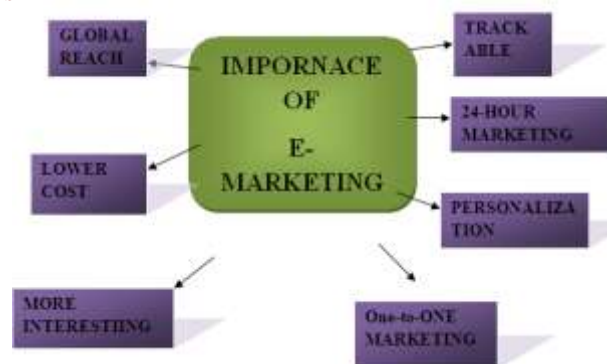 GLOBAL
REACH
IMPORNACE
OF
E-
MARKETING
TRACK
ABLE
24-HOUR
MARKETING
LOWER
COST
PERSONALIZA
TION
MORE
INTERESTIING
One-to-ONE
MARKETING